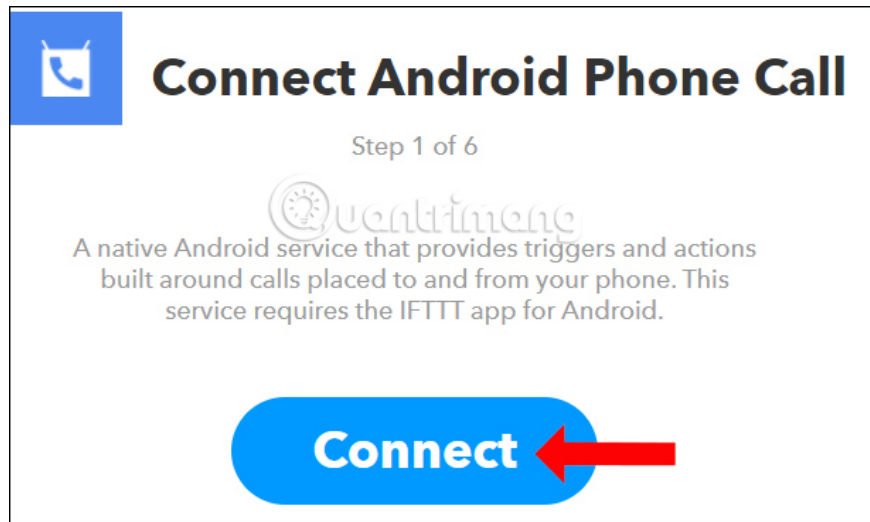 Connect Android Phone Call
Step 1 of 6
Quantrimang
A native Android service that provides triggers and actions
built around calls placed to and from your phone. This
service requires the IFTTT app for Android.
Connect